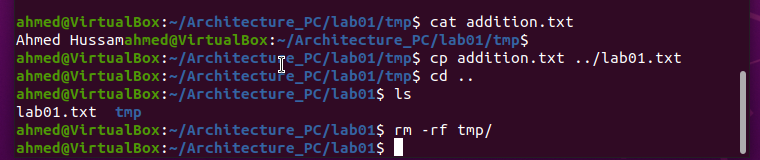 ahmed@VirtualBox:~/Architecture_PC/lab01/tmp$ cat addition.txt
Ahmed Hussamahmed@VirtualBox:~/Architecture_PC/lab01/tmp$
ahmed@VirtualBox:~/Architecture_PC/lab01/tmp$ cp addition.txt ../lab01.txt
ahmed@VirtualBox:~/Architecture_PC/lab01/tmp$ cd ..
ahmed@VirtualBox:~/Architecture_PC/lab01$ ls
lab01.txt  tmp
ahmed@VirtualBox:~/Architecture_PC/lab01$ rm -rf tmp/
ahmed@VirtualBox:~/Architecture_PC/lab01$